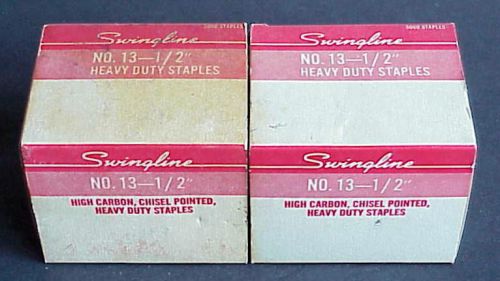 5000 STAPLES
Swingline
NO. 13—1/2"
HEAVY DUTY STAPLES
Swingline
NO. 13—1/2"
HIGH CARBON, CHISEL POINTED,
HEAVY DUTY STAPLES
5000 STAPLES
Swingline
NO. 13—1/2"
HEAVY DUTY STAPLES
Swingline
NO. 13—1/2"
HIGH CARBON, CHISEL POINTED,
HEAVY DUTY STAPLES